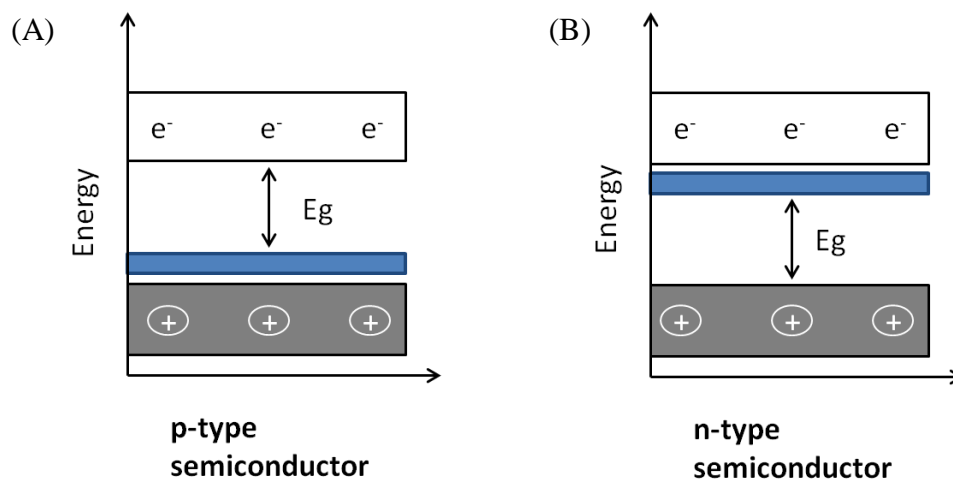 (A)
Energy
e- e- e-
Eg
+ + +
p-type
semiconductor
(B)
Energy
e- e- e-
Eg
+ + +
n-type
semiconductor